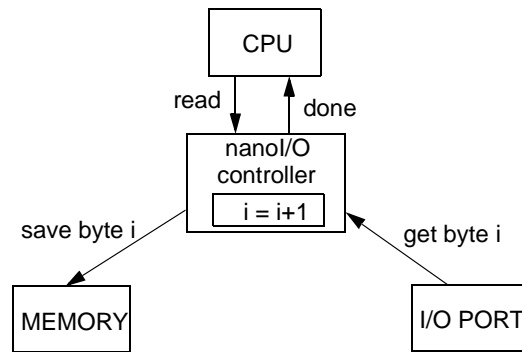 CPU
read
done
nanoI/O
controller
i = i+1
save byte i
get byte i
MEMORY
I/O PORT